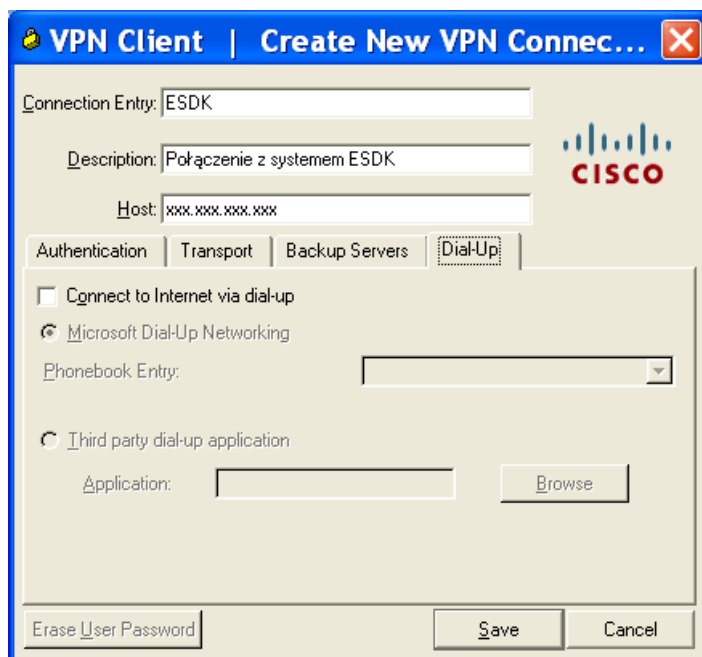 VPN Client | Create New VPN Connec...
Connection Entry: ESDK
Description: Połączenie z systemem ESDK
CISCO
Host: xxx.xxx.xxx.xxx
Authentication Transport Backup Servers Dial-Up
Connect to Internet via dial-up
Microsoft Dial-Up Networking
Phonebook Entry:
Third party dial-up application
Application: Browse
Erase User Password Save Cancel